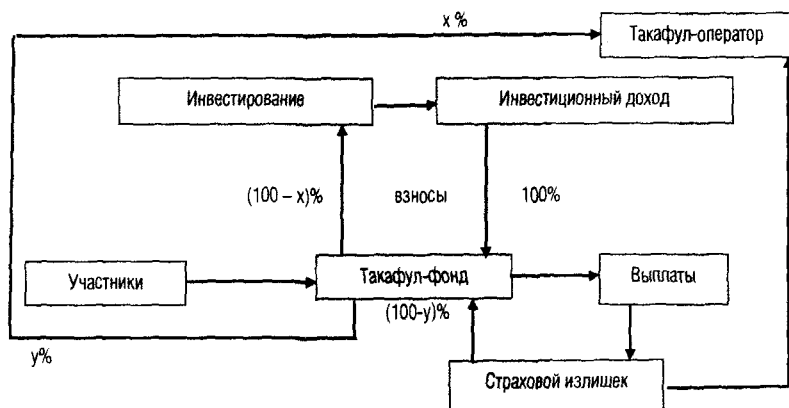 x %
Такафул-оператор
Инвестирование
Инвестиционный доход
(100 – x)%
взносы
100%
Участники
Такафул-фонд
Выплаты
(100-y)%
y%
Страховой излишек